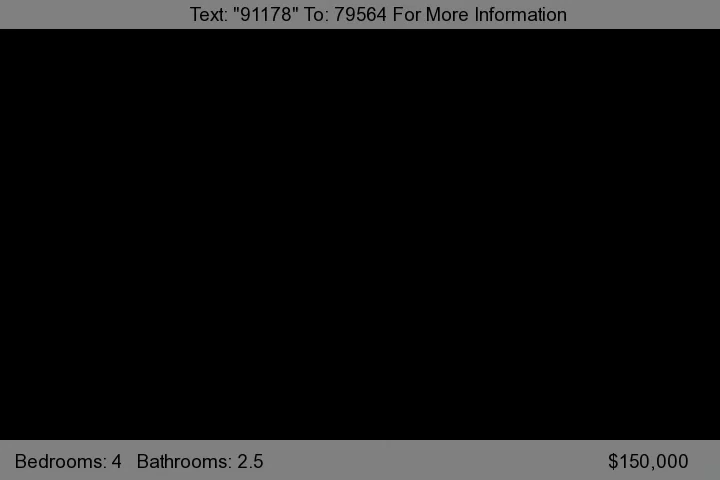 Text: "91178" To: 79564 For More Information
Bedrooms: 4 Bathrooms: 2.5 $150,000